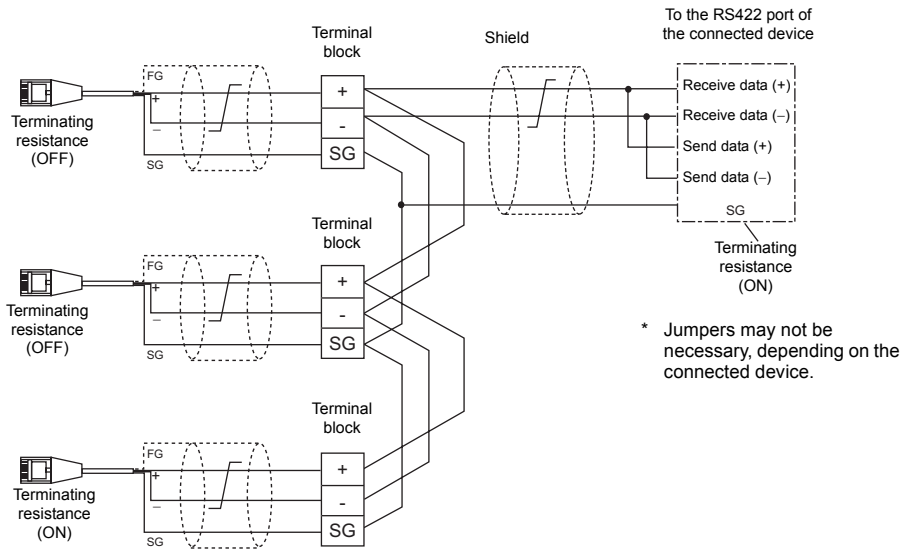 To the RS422 port of
the connected device
Terminal
block
Shield
FG
+
−
SG
Terminating
resistance
(OFF)
+
-
SG
Receive data (+)
Receive data (−)
Send data (+)
Send data (−)
SG
Terminating
resistance
(ON)
* Jumpers may not be
necessary, depending on the
connected device.
Terminal
block
FG
+
−
SG
Terminating
resistance
(OFF)
+
-
SG
Terminal
block
FG
+
−
SG
Terminating
resistance
(ON)
+
-
SG